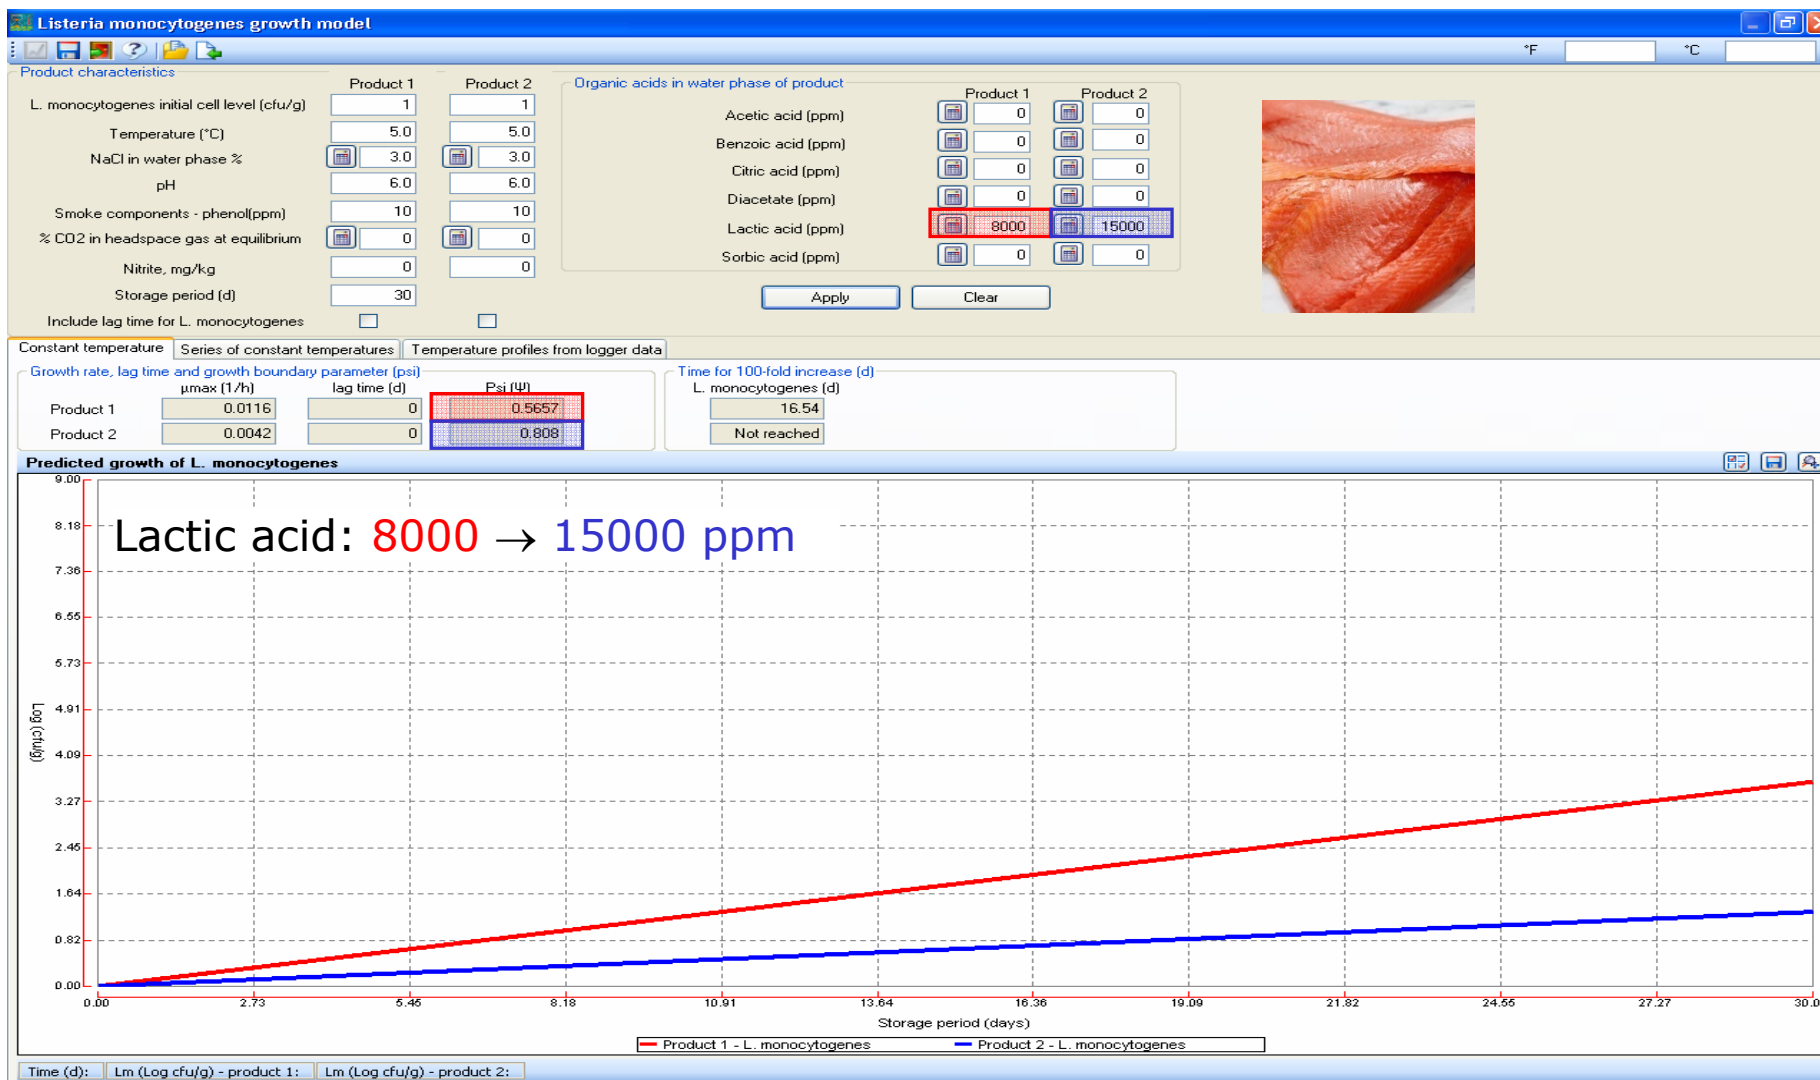 Listeria monocytogenes growth model
°F °C
Product characteristics
Product 1 Product 2
L. monocytogenes initial cell level (cfu/g) 1 1
Temperature (°C) 5.0 5.0
NaCl in water phase % 3.0 3.0
pH 6.0 6.0
Smoke components - phenol(ppm) 10 10
% CO2 in headspace gas at equilibrium 0 0
Nitrite, mg/kg 0 0
Storage period (d) 30
Include lag time for L. monocytogenes
Organic acids in water phase of product
Product 1 Product 2
Acetic acid (ppm) 0 0
Benzoic acid (ppm) 0 0
Citric acid (ppm) 0 0
Diacetate (ppm) 0 0
Lactic acid (ppm) 8000 15000
Sorbic acid (ppm) 0 0
Apply Clear
Constant temperature Series of constant temperatures Temperature profiles from logger data
Growth rate, lag time and growth boundary parameter (psi)
µmax (1/h) lag time (d) Psi (Ψ)
Product 1 0.0116 0 0.5657
Product 2 0.0042 0 0.808
Time for 100-fold increase (d)
L. monocytogenes (d)
16.54
Not reached
Predicted growth of L. monocytogenes
Lactic acid: 8000 → 15000 ppm
9.00
8.18
7.36
6.55
5.73
4.91
4.09
3.27
2.45
1.64
0.82
0.00
Log (cfu/g)
0.00 2.73 5.45 8.18 10.91 13.64 16.36 19.09 21.82 24.55 27.27 30.0
Storage period (days)
Product 1 - L. monocytogenes Product 2 - L. monocytogenes
Time (d): Lm (Log cfu/g) - product 1: Lm (Log cfu/g) - product 2: